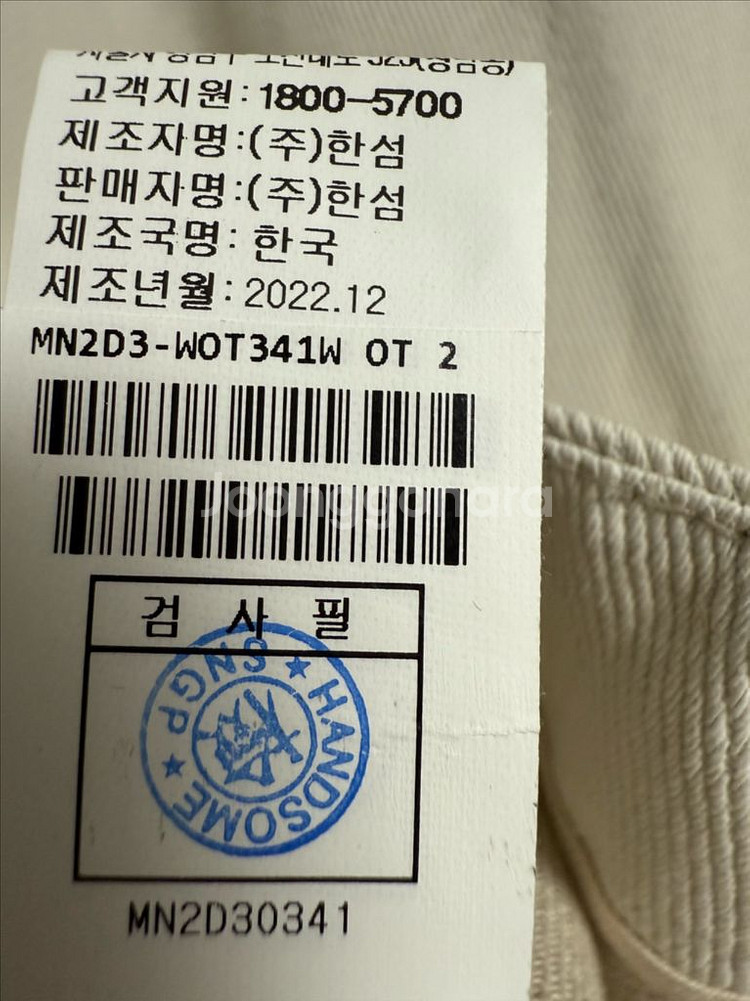 고객지원:1800-5700
제조자명:(주)한섬
판매자명:(주)한섬
제조국명: 한국
제조년월:2022.12
MN2D3-WOT341W OT 2
Joonggonara
검 사 필
HANDSOME ★ SNGP ★
MN2D30341